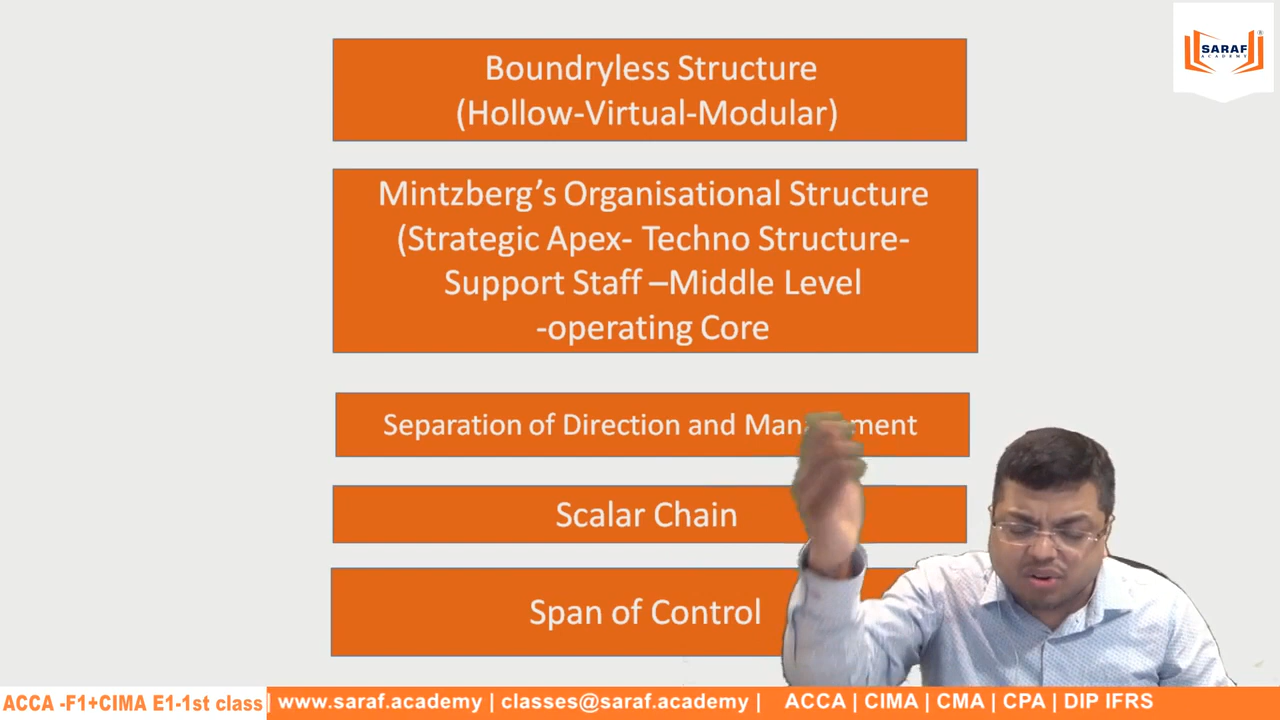 Boundryless Structure
(Hollow-Virtual-Modular)
SARAF
ACADEMY
®
Mintzberg’s Organisational Structure
(Strategic Apex- Techno Structure-
Support Staff –Middle Level
-operating Core
Separation of Direction and
Scalar Chain
Span of Control
ACCA -F1+CIMA E1-1st class
| www.saraf.academy | classes@saraf.academy | ACCA | CIMA | CMA | CPA | DIP IFRS